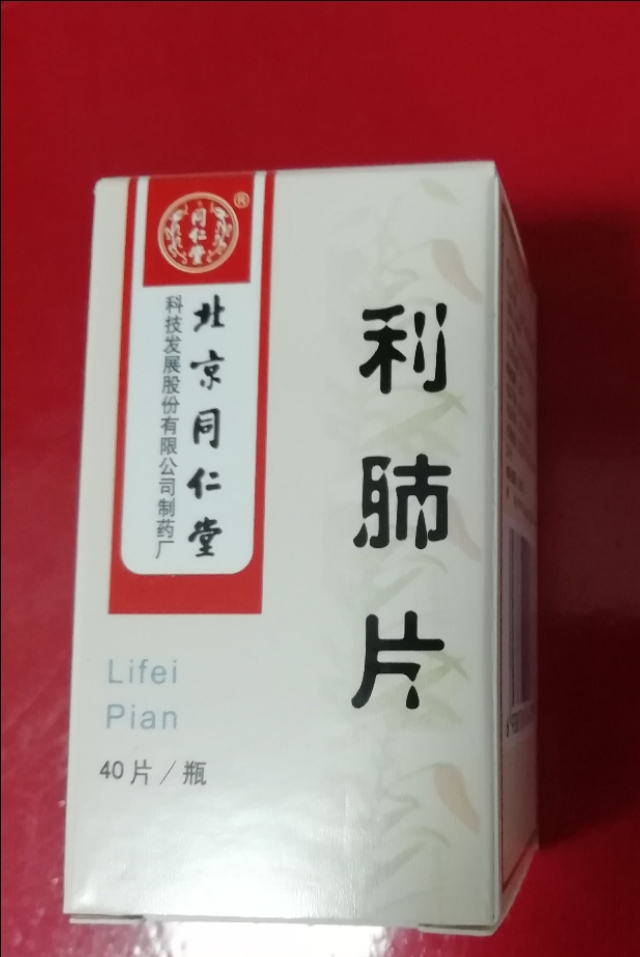 同仁堂®
北京同仁堂
科技发展股份有限公司制药厂
利肺片
Lifei
Pian
40片/瓶